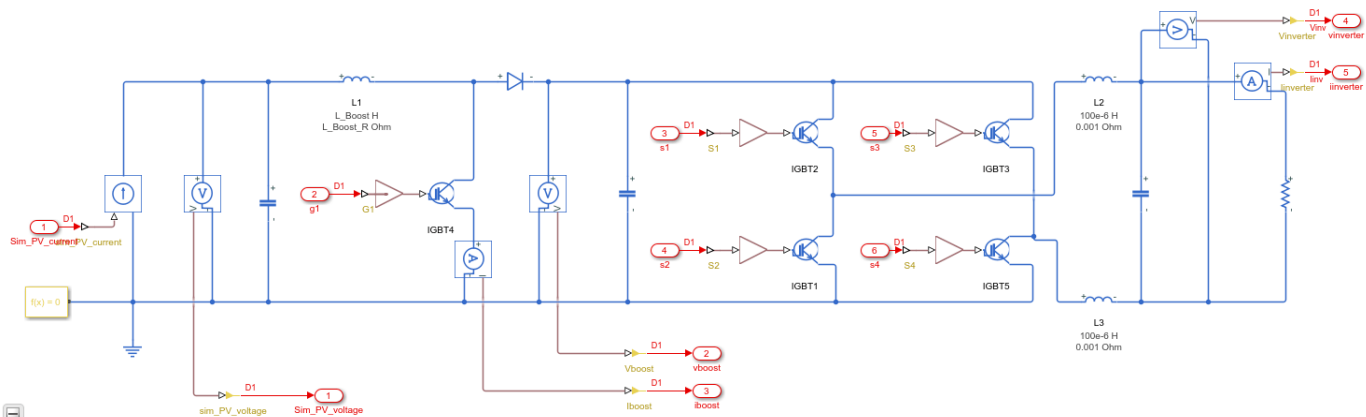 D1
V
Vinverter
Vinv
4
vinverter
D1
I
Iinverter
Iinv
5
iinverter
A
V
L1
L_Boost H
L_Boost_R Ohm
L2
100e-6 H
0.001 Ohm
3
s1
D1
S1
IGBT2
5
s3
D1
S3
IGBT3
V
V
2
g1
D1
G1
IGBT4
V
V
1
Sim_PV_current
D1
A
I
4
s2
D1
S2
IGBT1
6
s4
D1
S4
IGBT5
f(x) = 0
L3
100e-6 H
0.001 Ohm
Vboost
D1
2
vboost
Iboost
D1
3
iboost
sim_PV_voltage
D1
1
Sim_PV_voltage